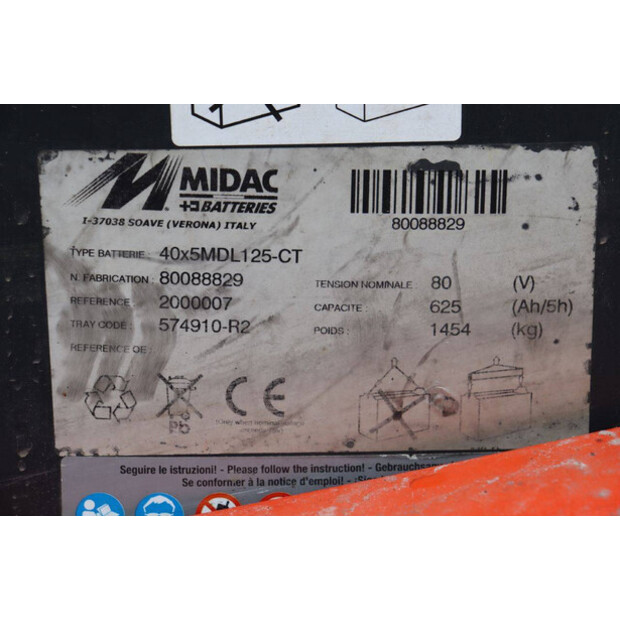 MIDAC
BATTERIES
I-37038 SOAVE (VERONA) ITALY
80088829
TYPE BATTERIE : 40x5MDL125-CT
N. FABRICATION : 80088829
REFERENCE : 2000007
TRAY CODE : 574910-R2
REFERENCE OE :
TENSION NOMINALE : 80 (V)
CAPACITE : 625 (Ah/5h)
POIDS : 1454 (kg)
Pb
CE
Seguire le istruzioni! - Please follow the instruction! - Gebrauchsa
Se conformer à la notice d'emploi! -